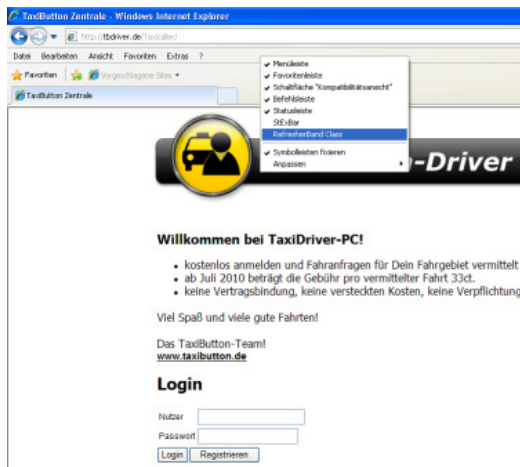 TaxiButton Zentrale - Windows Internet Explorer
http://tbdriver.de/Taxicaller/
Datei Bearbeiten Ansicht Favoriten Extras ?
Favoriten Vorgeschlagene Sites
TaxiButton Zentrale
Menüleiste
Favoritenleiste
Schaltfläche "Kompatibilitätsansicht"
Befehlsleiste
Statusleiste
StExBar
RefresherBand Class
Symbolleisten fixieren
Anpassen
-Driver
Willkommen bei TaxiDriver-PC!
• kostenlos anmelden und Fahranfragen für Dein Fahrgebiet vermittelt
• ab Juli 2010 beträgt die Gebühr pro vermittelter Fahrt 33ct.
• keine Vertragsbindung, keine versteckten Kosten, keine Verpflichtung
Viel Spaß und viele gute Fahrten!
Das TaxiButton-Team!
www.taxibutton.de
Login
Nutzer
Passwort
Login Registrieren